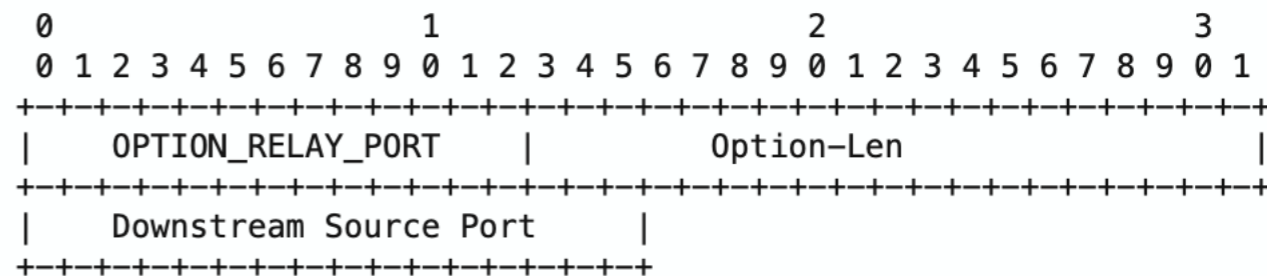 0                   1                   2                   3
 0 1 2 3 4 5 6 7 8 9 0 1 2 3 4 5 6 7 8 9 0 1 2 3 4 5 6 7 8 9 0 1
+-+-+-+-+-+-+-+-+-+-+-+-+-+-+-+-+-+-+-+-+-+-+-+-+-+-+-+-+-+-+-+-+
|    OPTION_RELAY_PORT    |         Option-Len                  |
+-+-+-+-+-+-+-+-+-+-+-+-+-+-+-+-+-+-+-+-+-+-+-+-+-+-+-+-+-+-+-+-+
|    Downstream Source Port     |
+-+-+-+-+-+-+-+-+-+-+-+-+-+-+-+-+